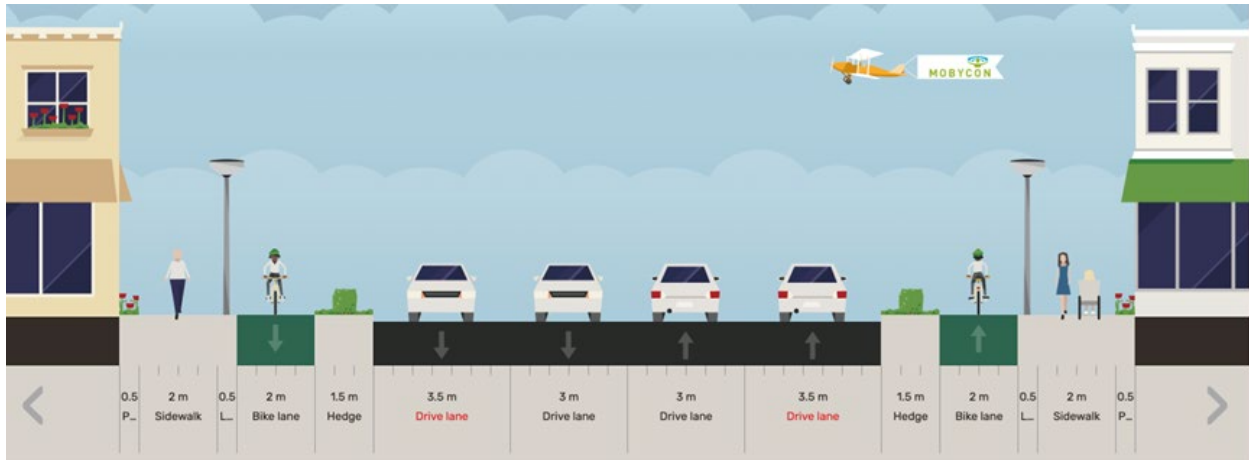 MOBYCON
0.5 2 m 0.5 2 m 1.5 m 3.5 m 3 m 3 m 3.5 m 1.5 m 2 m 0.5 2 m 0.5
P... Sidewalk L... Bike lane Hedge Drive lane Drive lane Drive lane Drive lane Hedge Bike lane L... Sidewalk P...